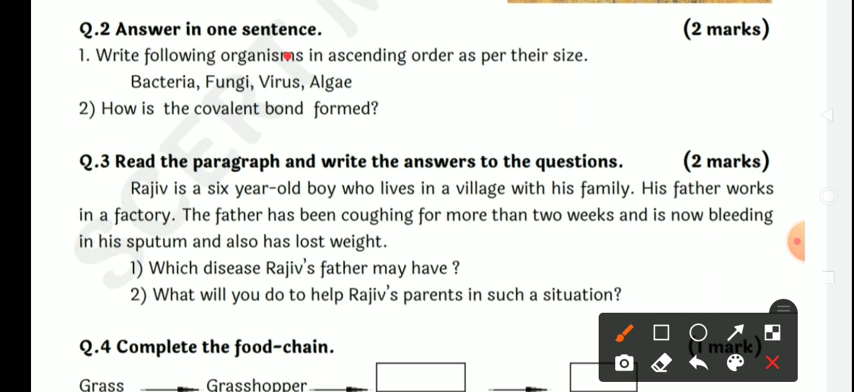 Q.2 Answer in one sentence. (2 marks)
1. Write following organisms in ascending order as per their size.
Bacteria, Fungi, Virus, Algae
2) How is the covalent bond formed?
Q.3 Read the paragraph and write the answers to the questions. (2 marks)
Rajiv is a six year-old boy who lives in a village with his family. His father works
in a factory. The father has been coughing for more than two weeks and is now bleeding
in his sputum and also has lost weight.
1) Which disease Rajiv's father may have ?
2) What will you do to help Rajiv's parents in such a situation?
Q.4 Complete the food-chain. (1 mark)
Grass Grasshopper
SCERT M